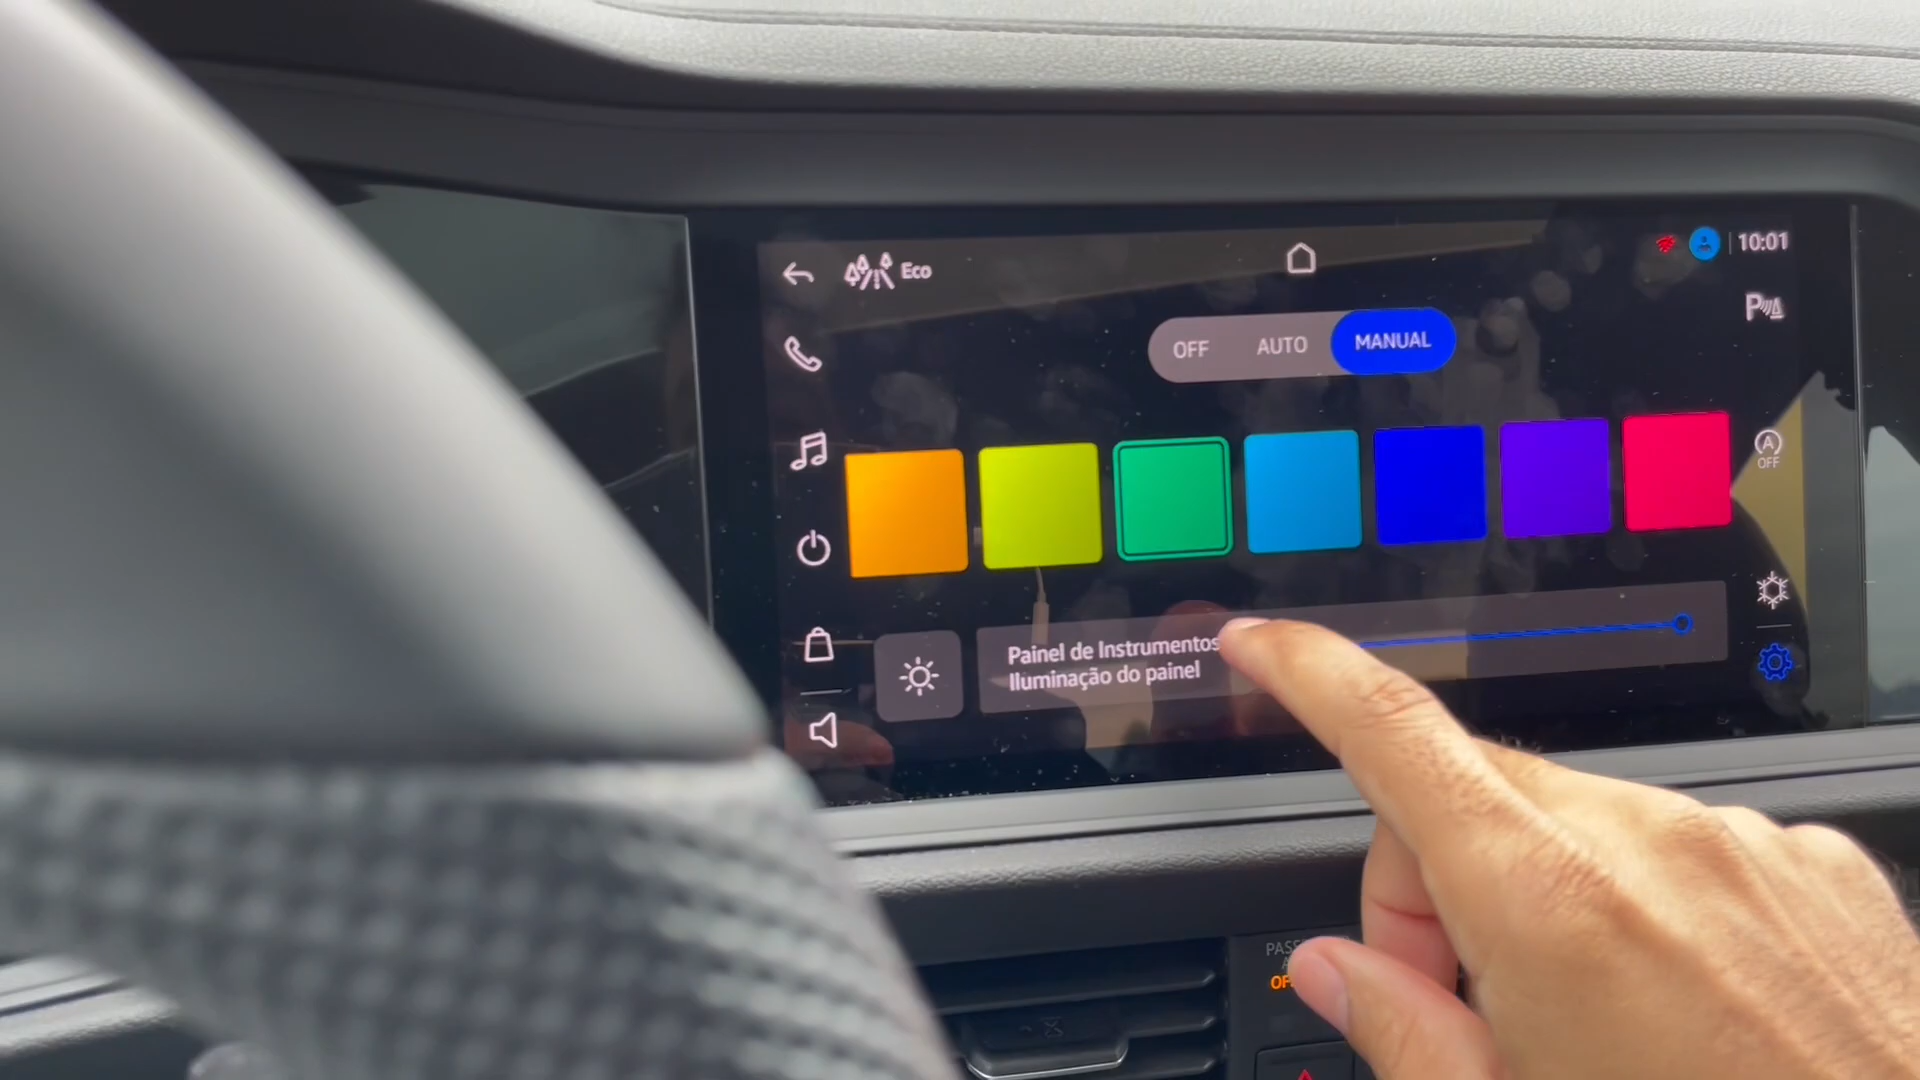 Eco
10:01
OFF AUTO MANUAL
A
OFF
Painel de Instrumentos
Iluminação do painel